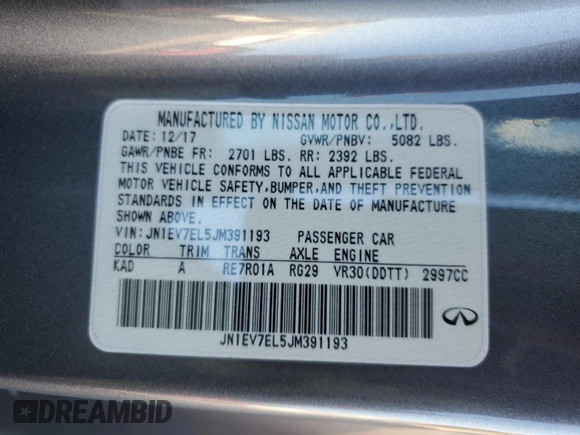 MANUFACTURED BY NISSAN MOTOR CO.,LTD.
DATE: 12/17 GVWR/PNBV: 5082 LBS.
GAWR/PNBE FR: 2701 LBS. RR: 2392 LBS.
THIS VEHICLE CONFORMS TO ALL APPLICABLE FEDERAL
MOTOR VEHICLE SAFETY,BUMPER,AND THEFT PREVENTION
STANDARDS IN EFFECT ON THE DATE OF MANUFACTURE
SHOWN ABOVE.
VIN: JN1EV7EL5JM391193 PASSENGER CAR
COLOR TRIM TRANS AXLE ENGINE
KAD A RE7R01A RG29 VR30(DDTT) 2997CC
JN1EV7EL5JM391193
DREAMBID